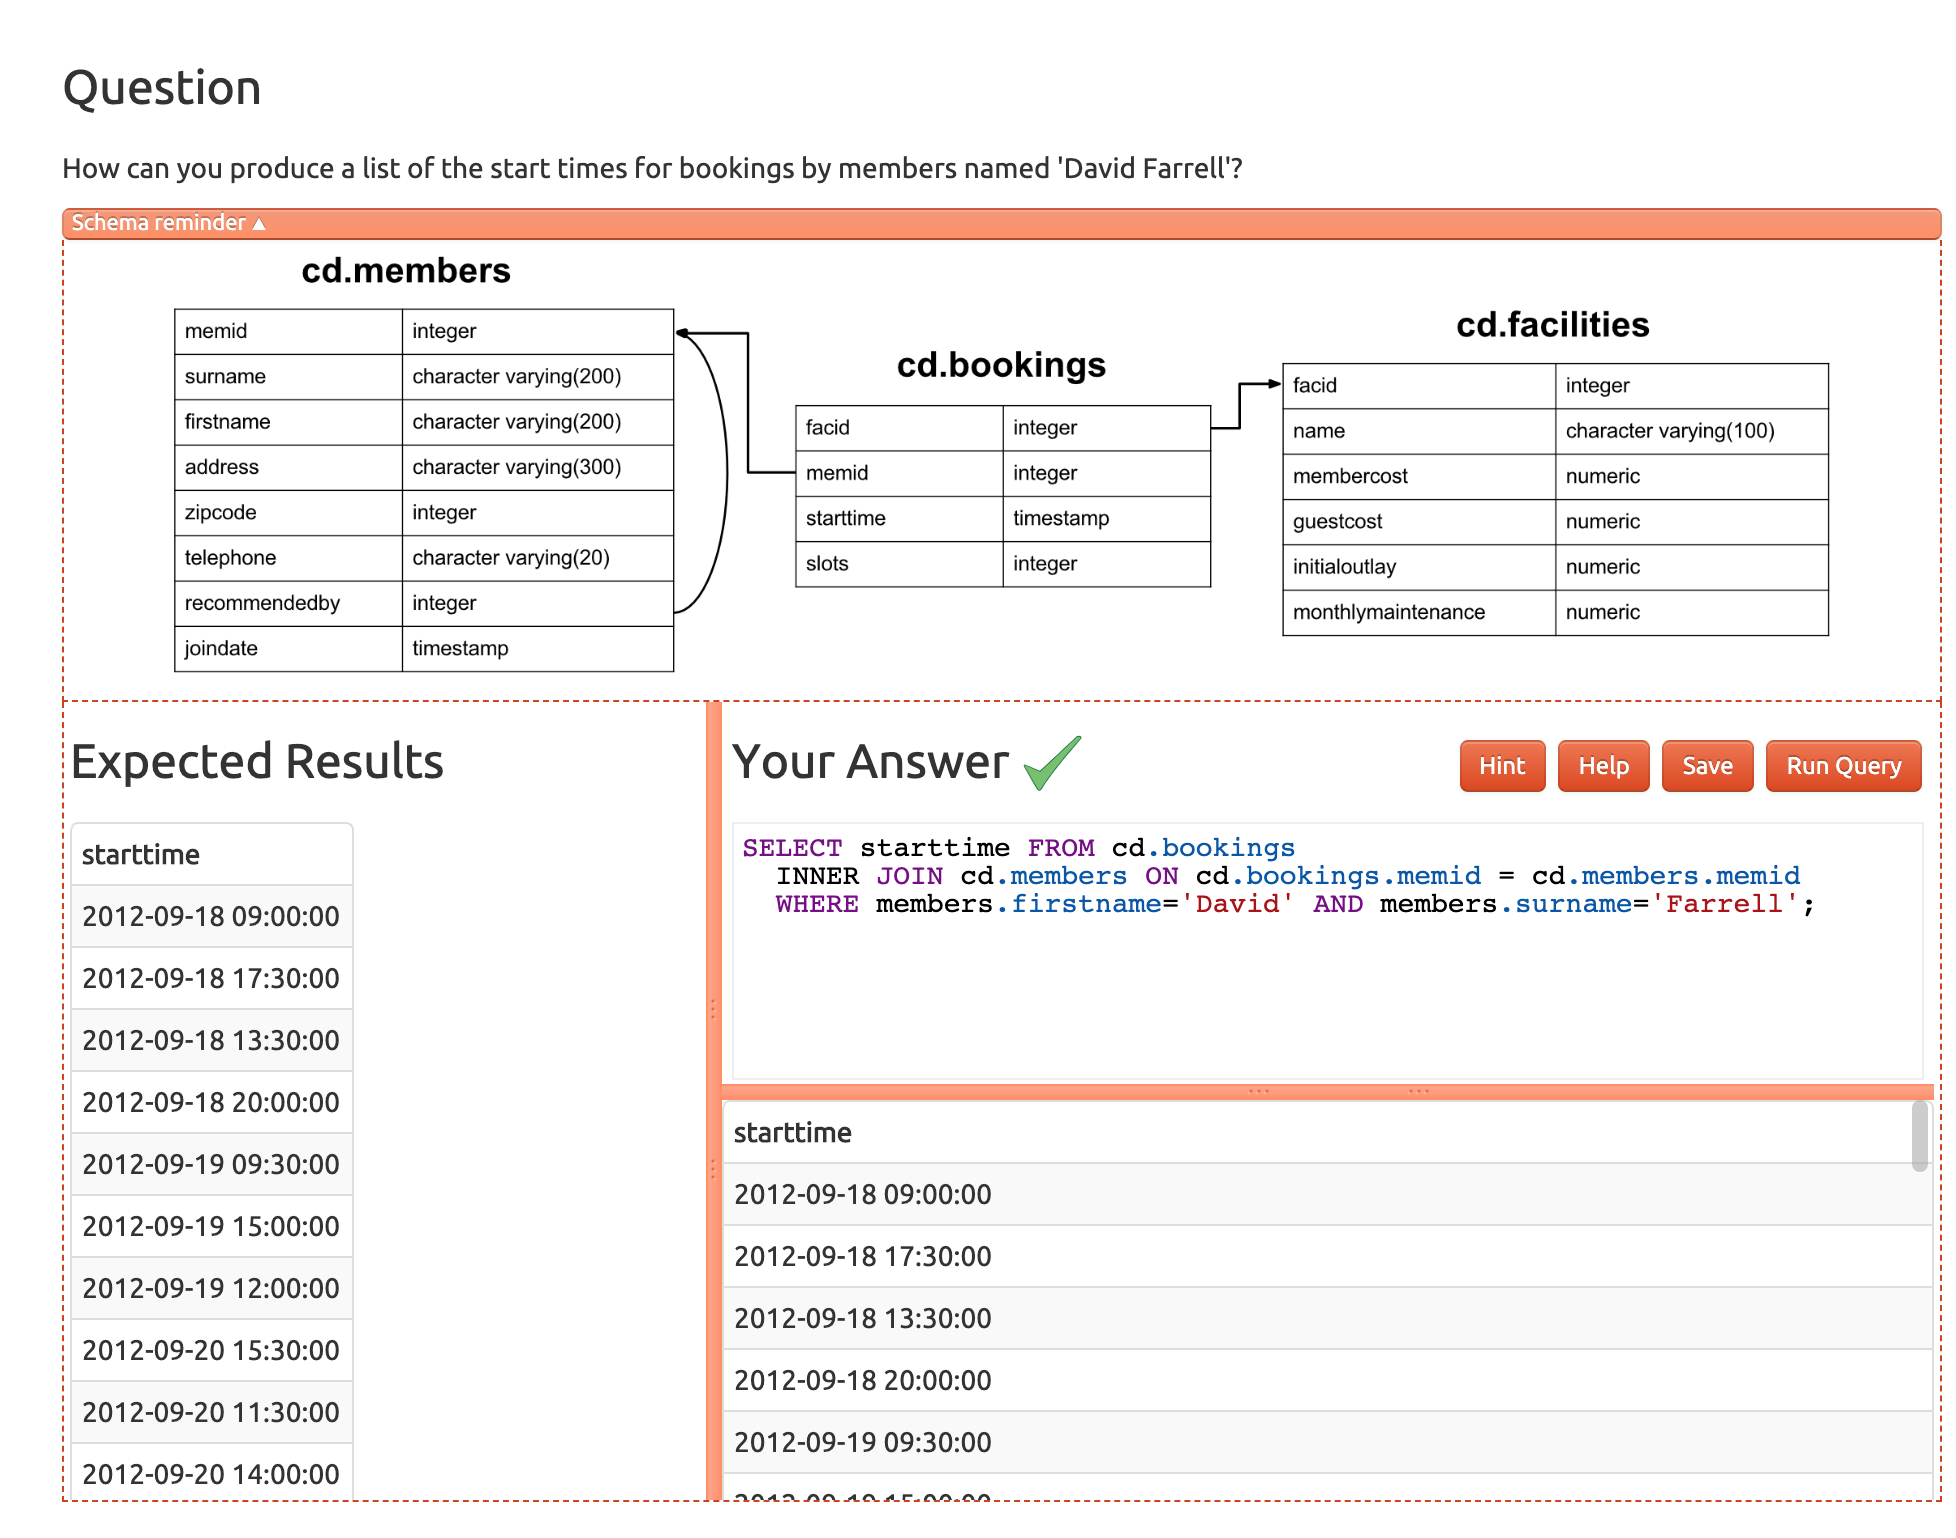 Question
How can you produce a list of the start times for bookings by members named 'David Farrell'?
Schema reminder ▲
cd.members
memid integer
surname character varying(200)
firstname character varying(200)
address character varying(300)
zipcode integer
telephone character varying(20)
recommendedby integer
joindate timestamp
cd.bookings
facid integer
memid integer
starttime timestamp
slots integer
cd.facilities
facid integer
name character varying(100)
membercost numeric
guestcost numeric
initialoutlay numeric
monthlymaintenance numeric
Expected Results
starttime
2012-09-18 09:00:00
2012-09-18 17:30:00
2012-09-18 13:30:00
2012-09-18 20:00:00
2012-09-19 09:30:00
2012-09-19 15:00:00
2012-09-19 12:00:00
2012-09-20 15:30:00
2012-09-20 11:30:00
2012-09-20 14:00:00
Your Answer
Hint Help Save Run Query
SELECT starttime FROM cd.bookings
INNER JOIN cd.members ON cd.bookings.memid = cd.members.memid
WHERE members.firstname='David' AND members.surname='Farrell';
starttime
2012-09-18 09:00:00
2012-09-18 17:30:00
2012-09-18 13:30:00
2012-09-18 20:00:00
2012-09-19 09:30:00